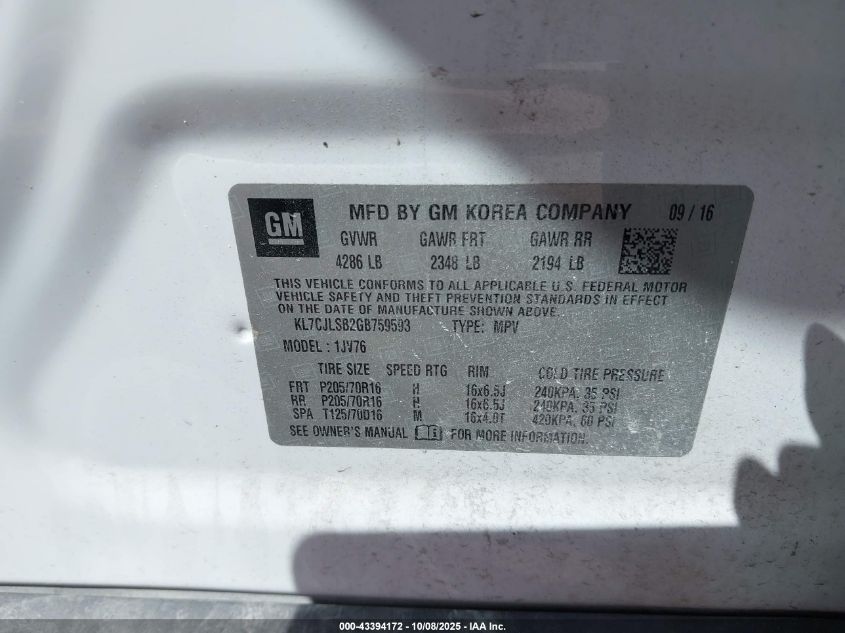 GM MFD BY GM KOREA COMPANY 09 / 16
GVWR GAWR FRT GAWR RR
4286 LB 2348 LB 2194 LB
THIS VEHICLE CONFORMS TO ALL APPLICABLE U.S. FEDERAL MOTOR
VEHICLE SAFETY AND THEFT PREVENTION STANDARDS IN EFFECT
ON THE DATE OF MANUFACTURE SHOWN ABOVE.
KL7CJLSB2GB759593 TYPE: MPV
MODEL : 1JV76
TIRE SIZE SPEED RTG RIM COLD TIRE PRESSURE
FRT P205/70R16 H 16x6.5J 240KPA, 35 PSI
RR P205/70R16 H 16x6.5J 240KPA, 35 PSI
SPA T125/70D16 M 16x4.0T 420KPA, 60 PSI
SEE OWNER'S MANUAL FOR MORE INFORMATION.
000-43394172 - 10/08/2025 - IAA Inc.